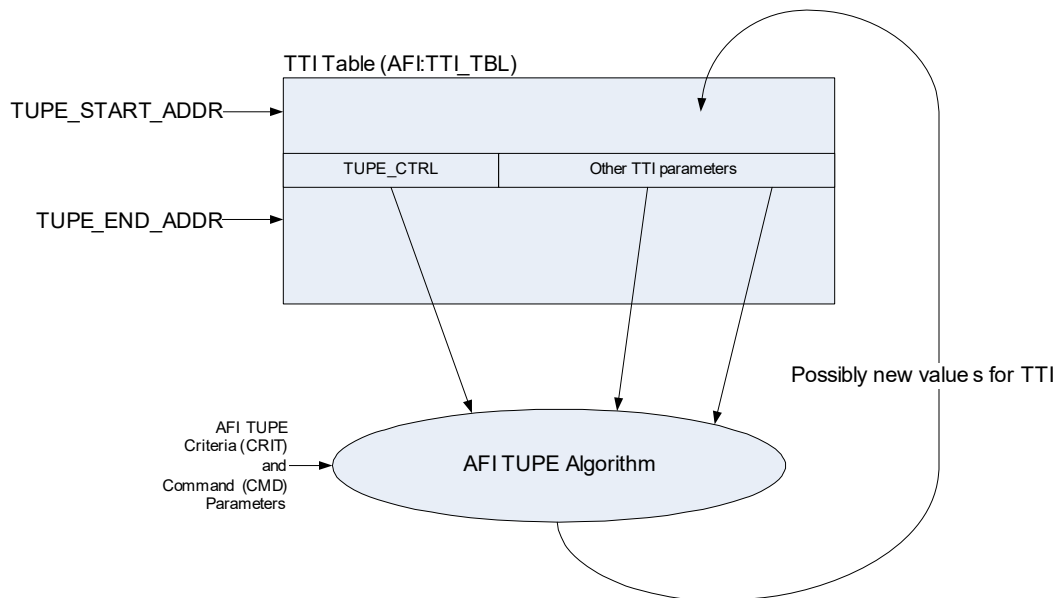 TTI Table (AFI:TTI_TBL)
TUPE_START_ADDR
TUPE_CTRL
Other TTI parameters
TUPE_END_ADDR
Possibly new values for TTI
AFI TUPE
Criteria (CRIT)
and
Command (CMD)
Parameters
AFI TUPE Algorithm